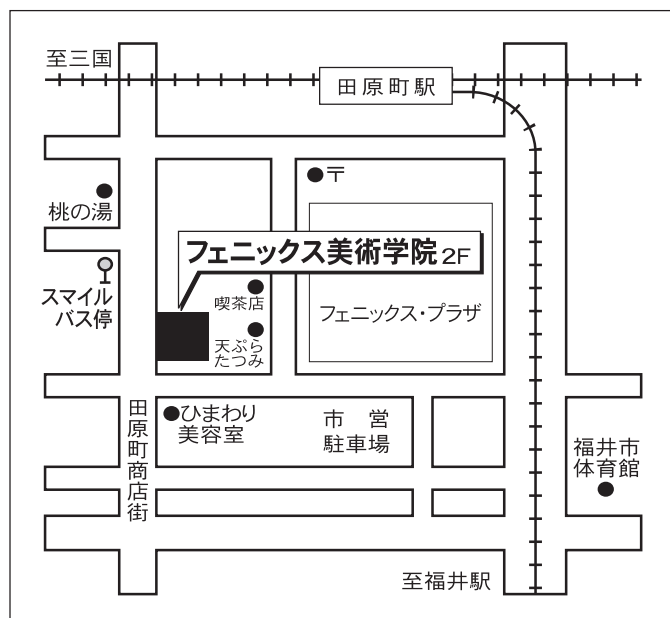 至三国
田原町駅
〒
桃の湯
フェニックス美術学院 2F
スマイル
バス停
喫茶店
フェニックス・プラザ
天ぷら
たつみ
ひまわり
美容室
市営
駐車場
田原町商店街
福井市
体育館
至福井駅